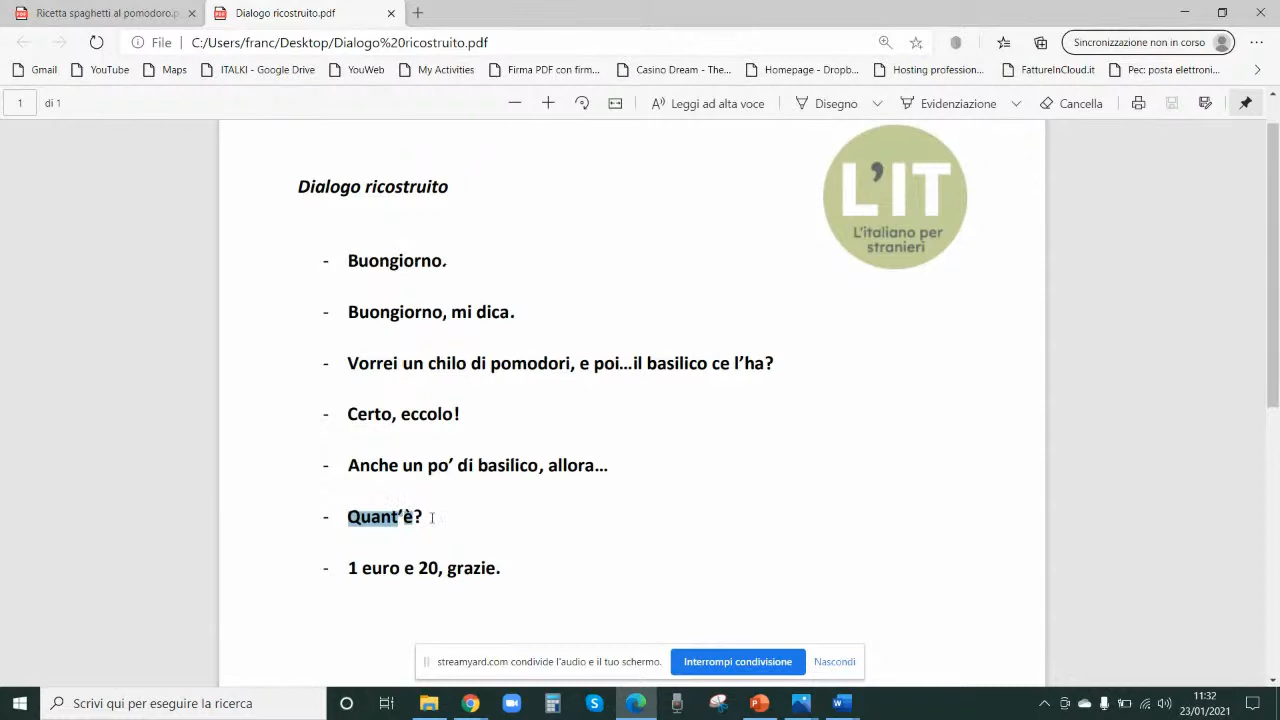 Ricetta spaghetti al pomodoro.p
Dialogo ricostruito.pdf
File
C:/Users/franc/Desktop/Dialogo%20ricostruito.pdf
Sincronizzazione non in corso
Gmail
YouTube
Maps
ITALKI - Google Drive
YouWeb
My Activities
Firma PDF con firm...
Casino Dream - The...
Homepage - Dropb...
Hosting profession...
FattureInCloud.it
Pec: posta elettroni...
1 di 1
Leggi ad alta voce
Disegno
Evidenziazione
Cancella
L'IT
L'italiano per
stranieri
Dialogo ricostruito
- Buongiorno.
- Buongiorno, mi dica.
- Vorrei un chilo di pomodori, e poi…il basilico ce l’ha?
- Certo, eccolo!
- Anche un po’ di basilico, allora…
- Quant’è?
- 1 euro e 20, grazie.
streamyard.com condivide l'audio e il tuo schermo.
Interrompi condivisione
Nascondi
Scrivi qui per eseguire la ricerca
11:32
23/01/2021